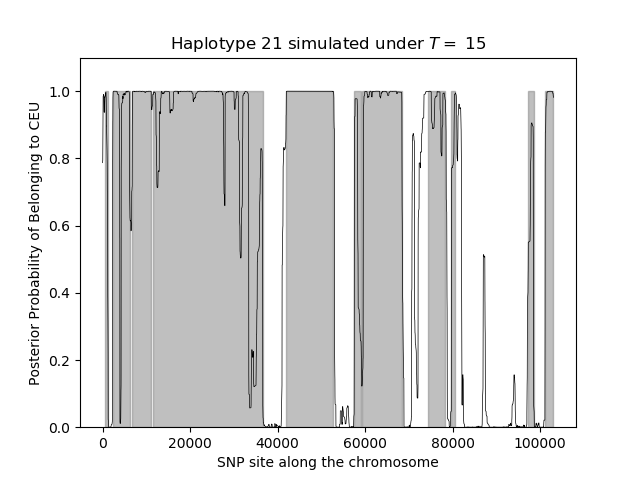 Haplotype 21 simulated under T = 15
Posterior Probability of Belonging to CEU
1.0
0.8
0.6
0.4
0.2
0.0
0 20000 40000 60000 80000 100000
SNP site along the chromosome